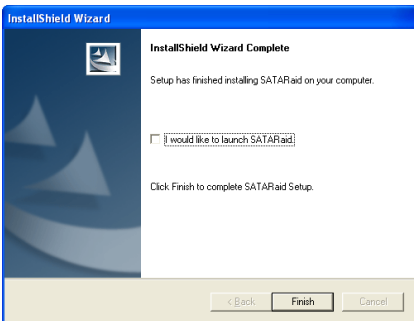 InstallShield Wizard
InstallShield Wizard Complete
Setup has finished installing SATARaid on your computer.
I would like to launch SATARaid.
Click Finish to complete SATARaid Setup.
< Back
Finish
Cancel